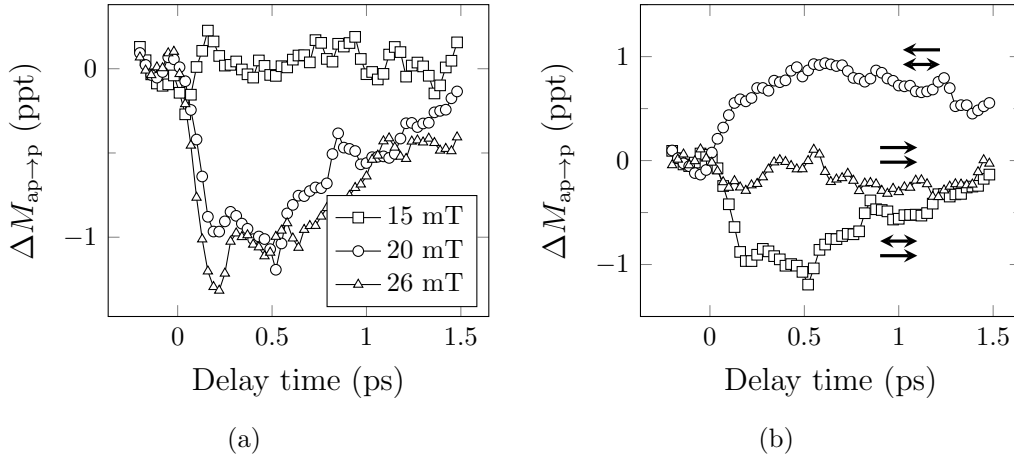 0
−1
ΔM_ap→p (ppt)
15 mT
20 mT
26 mT
0 0.5 1 1.5
Delay time (ps)
(a)
1
0
−1
ΔM_ap→p (ppt)
0 0.5 1 1.5
Delay time (ps)
(b)